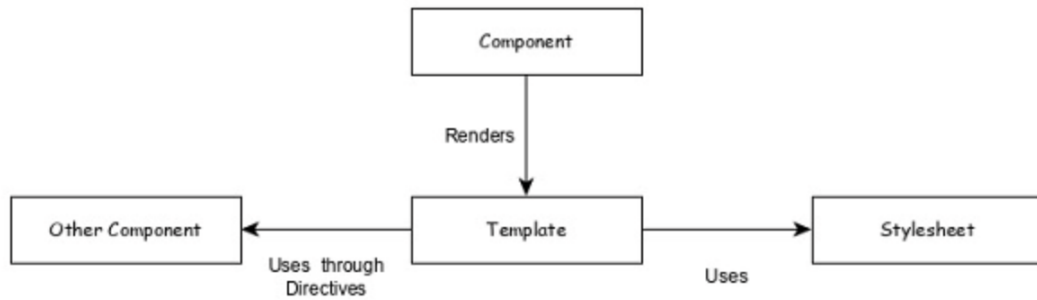 Component
Renders
Other Component
Template
Stylesheet
Uses through
Directives
Uses